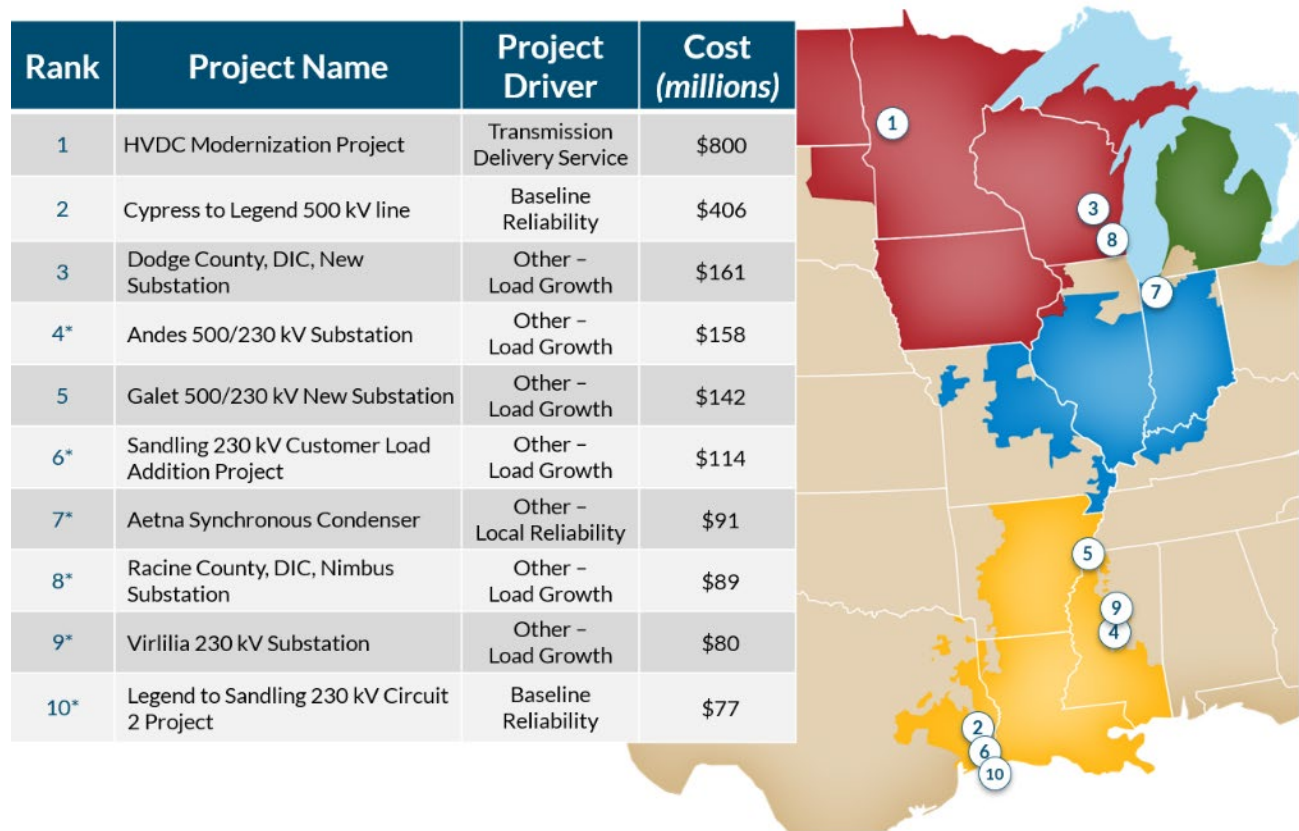 Rank
Project Name
Project
Driver
Cost
(millions)
1
HVDC Modernization Project
Transmission
Delivery Service
$800
2
Cypress to Legend 500 kV line
Baseline
Reliability
$406
3
Dodge County, DIC, New
Substation
Other –
Load Growth
$161
4*
Andes 500/230 kV Substation
Other –
Load Growth
$158
5
Galet 500/230 kV New Substation
Other –
Load Growth
$142
6*
Sandling 230 kV Customer Load
Addition Project
Other –
Load Growth
$114
7*
Aetna Synchronous Condenser
Other –
Local Reliability
$91
8*
Racine County, DIC, Nimbus
Substation
Other –
Load Growth
$89
9*
Virlilia 230 kV Substation
Other –
Load Growth
$80
10*
Legend to Sandling 230 kV Circuit
2 Project
Baseline
Reliability
$77
1
3
8
7
5
9
4
2
6
10